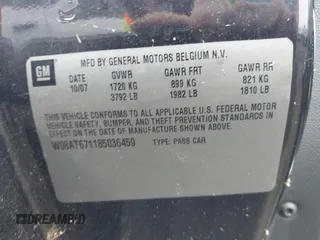 GM
MFD BY GENERAL MOTORS BELGIUM N.V.
DATE GVWR GAWR FRT GAWR RR
10/07 1720 KG 899 KG 821 KG
3792 LB 1982 LB 1810 LB
THIS VEHICLE CONFORMS TO ALL APPLICABLE U.S. FEDERAL MOTOR
VEHICLE SAFETY, BUMPER, AND THEFT PREVENTION STANDARDS IN
EFFECT ON THE DATE OF MANUFACTURE SHOWN ABOVE.
W08AT671185036459
TYPE: PASS CAR
DREAMBID